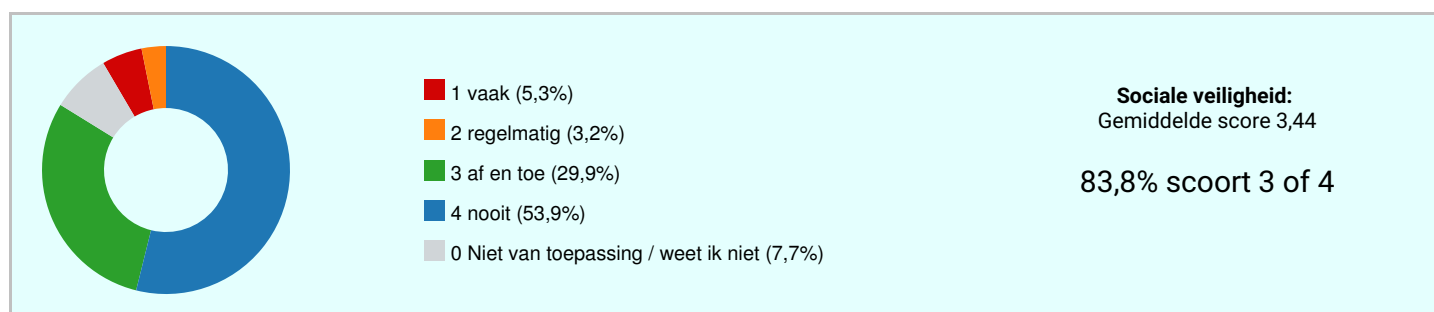 1 vaak (5,3%)
2 regelmatig (3,2%)
3 af en toe (29,9%)
4 nooit (53,9%)
0 Niet van toepassing / weet ik niet (7,7%)
Sociale veiligheid:
Gemiddelde score 3,44
83,8% scoort 3 of 4